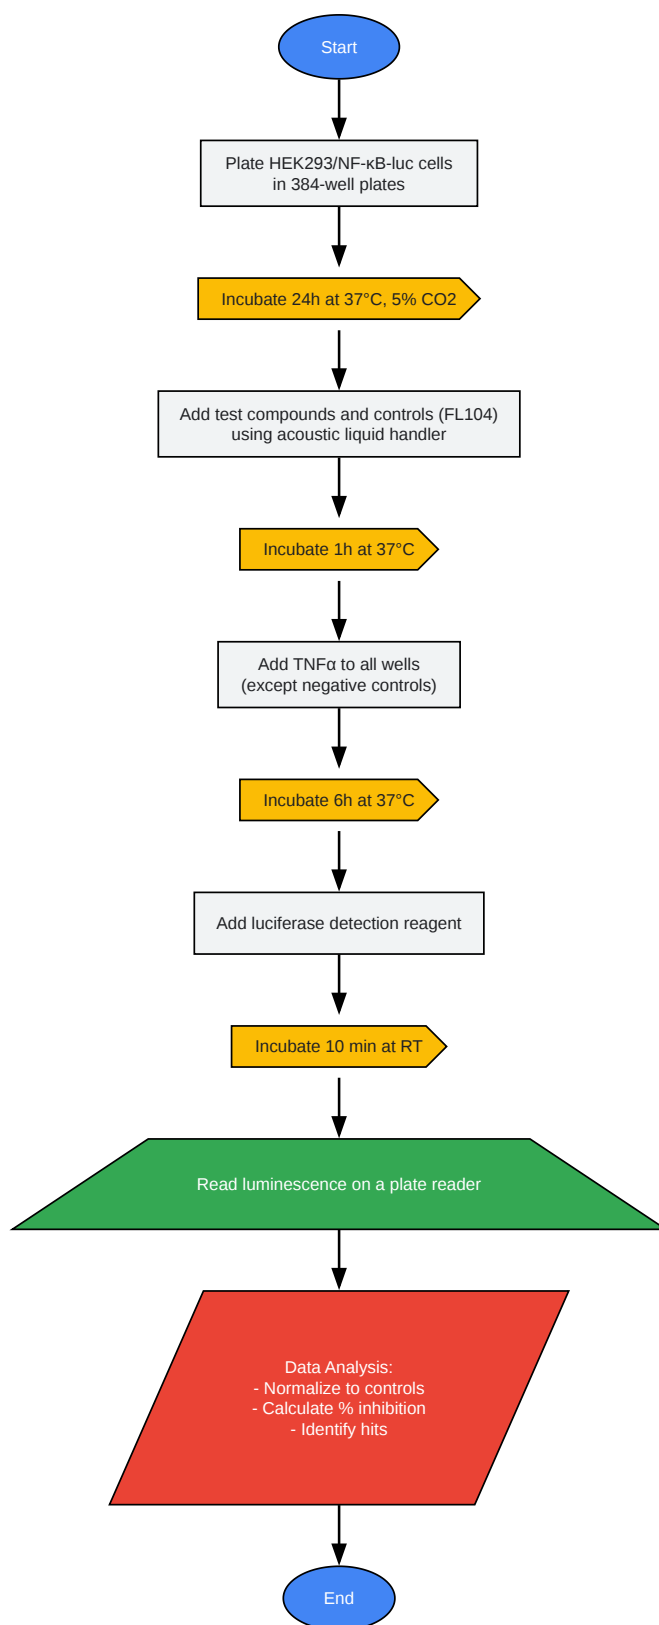 Start
Plate HEK293/NF-κB-luc cells
in 384-well plates
Incubate 24h at 37°C, 5% CO2
Add test compounds and controls (FL104)
using acoustic liquid handler
Incubate 1h at 37°C
Add TNFα to all wells
(except negative controls)
Incubate 6h at 37°C
Add luciferase detection reagent
Incubate 10 min at RT
Read luminescence on a plate reader
Data Analysis:
- Normalize to controls
- Calculate % inhibition
- Identify hits
End